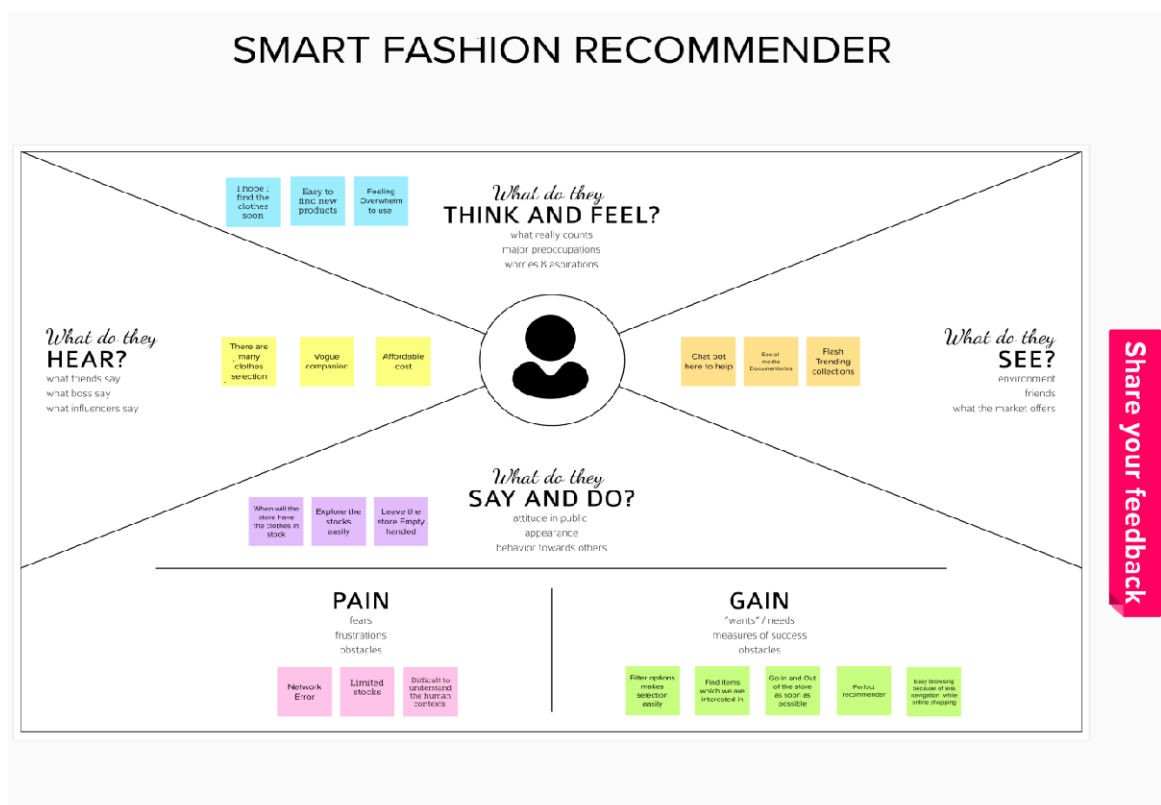 SMART FASHION RECOMMENDER
I hope I
find the
clothes
soon
Easy to
find new
products
Feeling
Overwhelm
to use
What do they
THINK AND FEEL?
what really counts
major preoccupations
worries & aspirations
What do they
HEAR?
what friends say
what boss say
what influencers say
There are
many
clothes
selection
Vogue
companion
Affordable
cost
Chat bot
here to help
Social
media
Documentaries
Flash
Trending
collections
What do they
SEE?
environment
friends
what the market offers
What do they
SAY AND DO?
attitude in public
appearance
behavior towards others
When will the
store have
the clothes in
stock
Explore the
stocks
easily
Leave the
store Empty
handed
PAIN
fears
frustrations
obstacles
Network
Error
Limited
stocks
Difficult to
understand
the human
contexts
GAIN
"wants" / needs
measures of success
obstacles
Filter options
makes
selection
easily
Find items
which we are
interested in
Go in and Out
of the store
as soon as
possible
Perfect
recommender
Easy browsing
because of less
navigation while
online shopping
Share your feedback